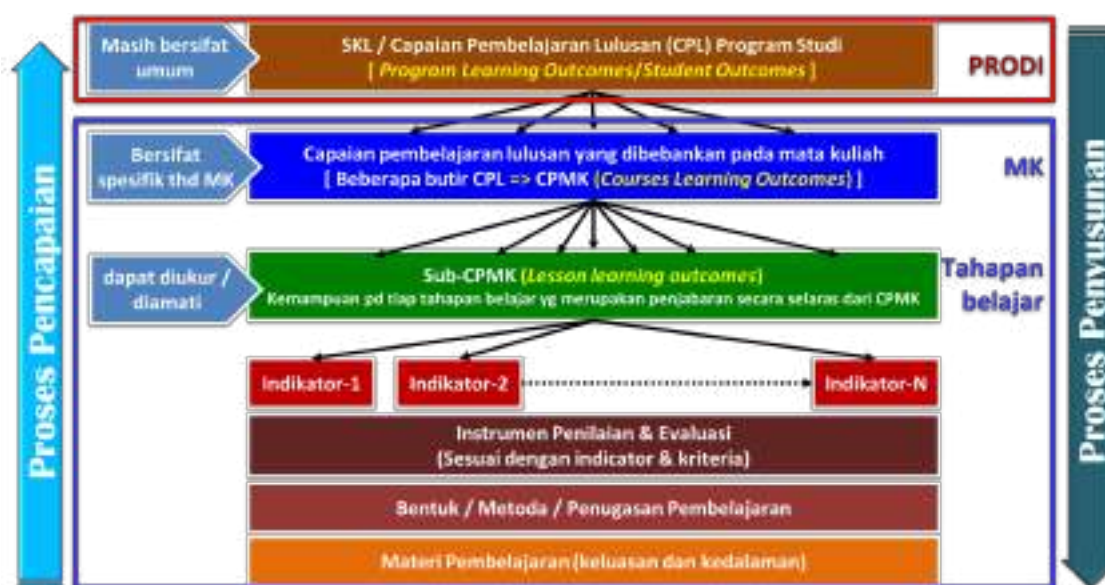 Masih bersifat
umum
SKL / Capaian Pembelajaran Lulusan (CPL) Program Studi
[ Program Learning Outcomes/Student Outcomes ]
PRODI
Bersifat
spesifik thd MK
Capaian pembelajaran lulusan yang dibebankan pada mata kuliah
[ Beberapa butir CPL => CPMK (Courses Learning Outcomes) ]
MK
dapat diukur /
diamati
Sub-CPMK (Lesson learning outcomes)
Kemampuan pd tiap tahapan belajar yg merupakan penjabaran secara selaras dari CPMK
Tahapan
belajar
Indikator-1
Indikator-2
Indikator-N
Instrumen Penilaian & Evaluasi
(Sesuai dengan indicator & kriteria)
Bentuk / Metoda / Penugasan Pembelajaran
Materi Pembelajaran (keluasan dan kedalaman)
Proses Pencapaian
Proses Penyusunan